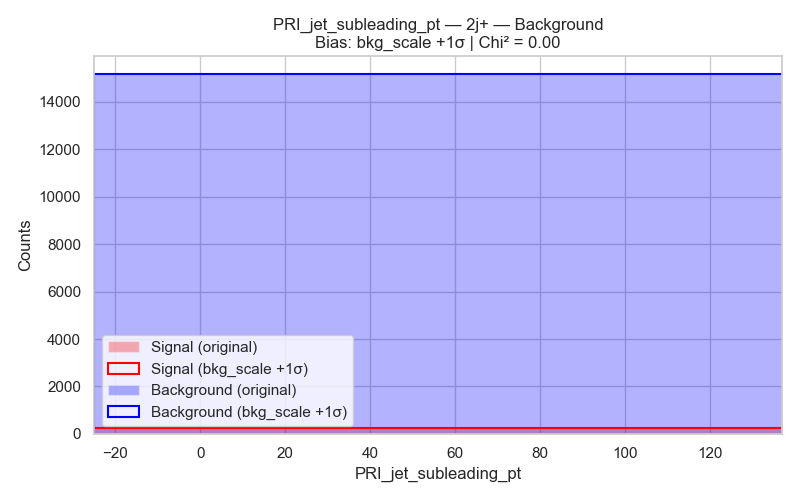 PRI_jet_subleading_pt — 2j+ — Background
Bias: bkg_scale +1σ | Chi² = 0.00
Counts
14000
12000
10000
8000
6000
4000
2000
0
Signal (original)
Signal (bkg_scale +1σ)
Background (original)
Background (bkg_scale +1σ)
−20
0
20
40
60
80
100
120
PRI_jet_subleading_pt